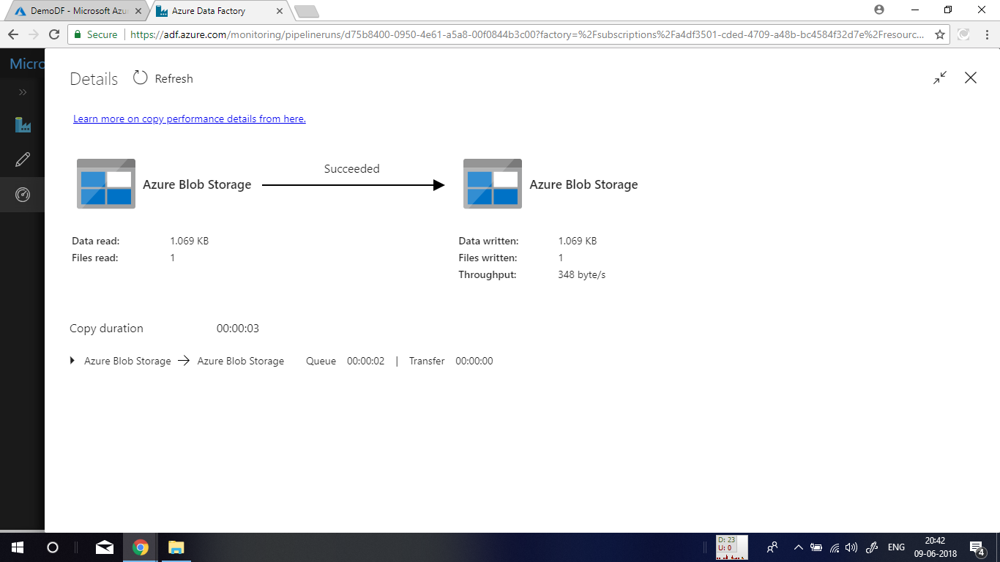 DemoDF - Microsoft Azu
Azure Data Factory
Secure
https://adf.azure.com/monitoring/pipelineruns/d75b8400-0950-4e61-a5a8-00f0844b3c00?factory=%2Fsubscriptions%2Fa4df3501-cded-4709-a48b-bc4584f32d7e%2Fresourc...
Micro
Details Refresh
Learn more on copy performance details from here.
Succeeded
Azure Blob Storage Azure Blob Storage
Data read: 1.069 KB Data written: 1.069 KB
Files read: 1 Files written: 1
Throughput: 348 byte/s
Copy duration 00:00:03
Azure Blob Storage → Azure Blob Storage Queue 00:00:02 | Transfer 00:00:00
D: 23
U: 0
ENG
20:42
09-06-2018
4